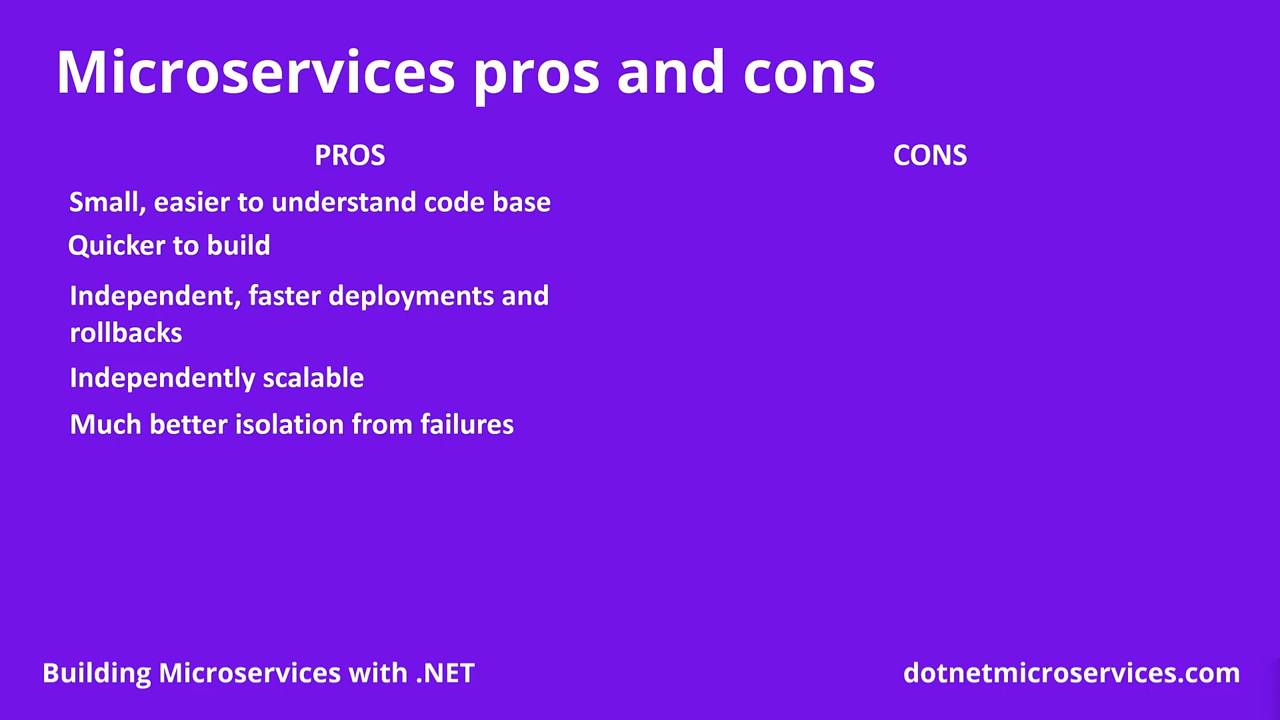 Microservices pros and cons
PROS
CONS
Small, easier to understand code base
Quicker to build
Independent, faster deployments and
rollbacks
Independently scalable
Much better isolation from failures
Building Microservices with .NET
dotnetmicroservices.com